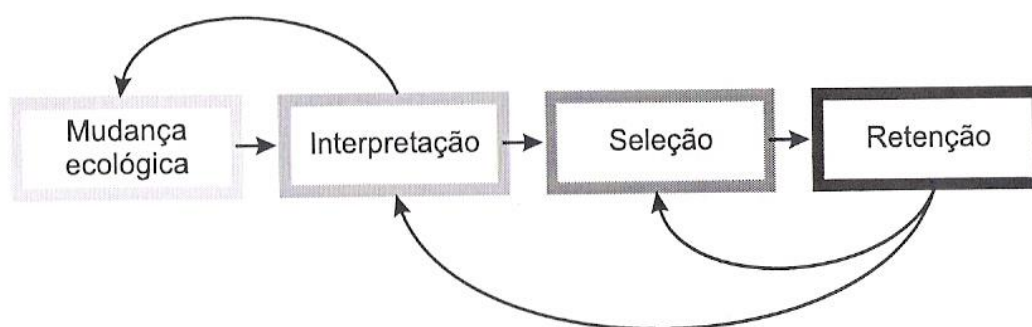 Mudança
ecológica
Interpretação
Seleção
Retenção